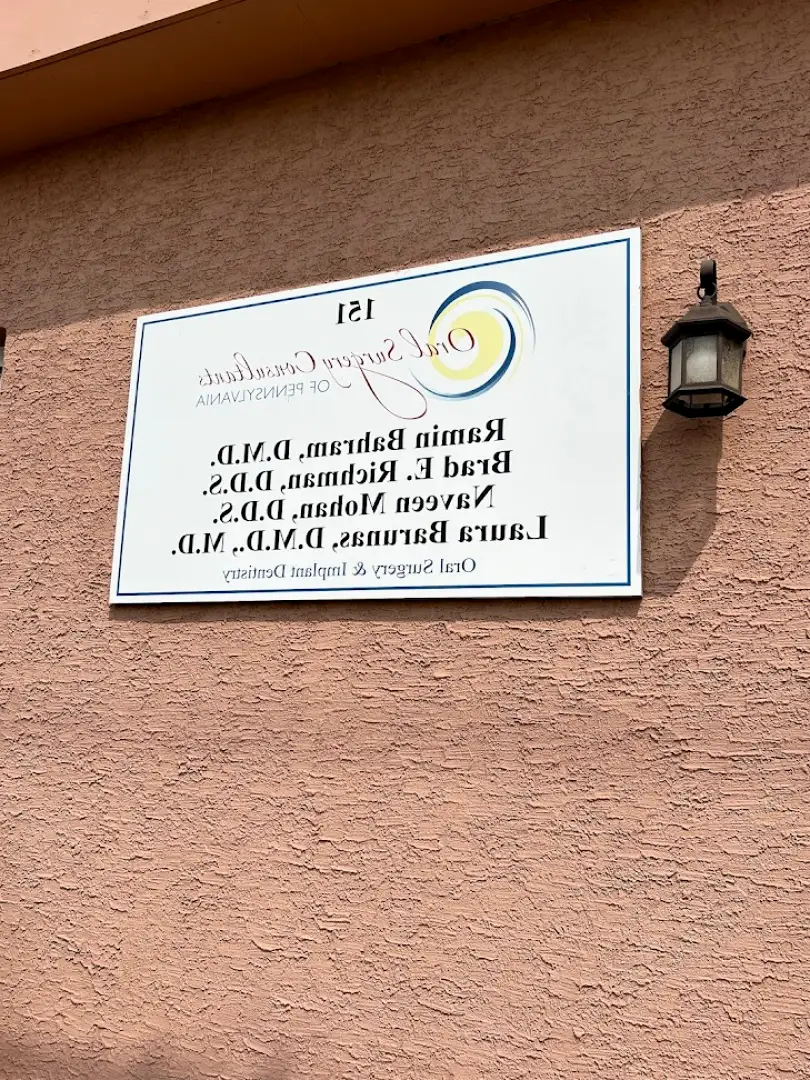 151
Oral Surgery Consultants
OF PENNSYLVANIA
Ramin Bahram, D.M.D.
Brad E. Richman, D.D.S.
Naveen Mohan, D.D.S.
Laura Barunas, D.M.D., M.D.
Oral Surgery & Implant Dentistry